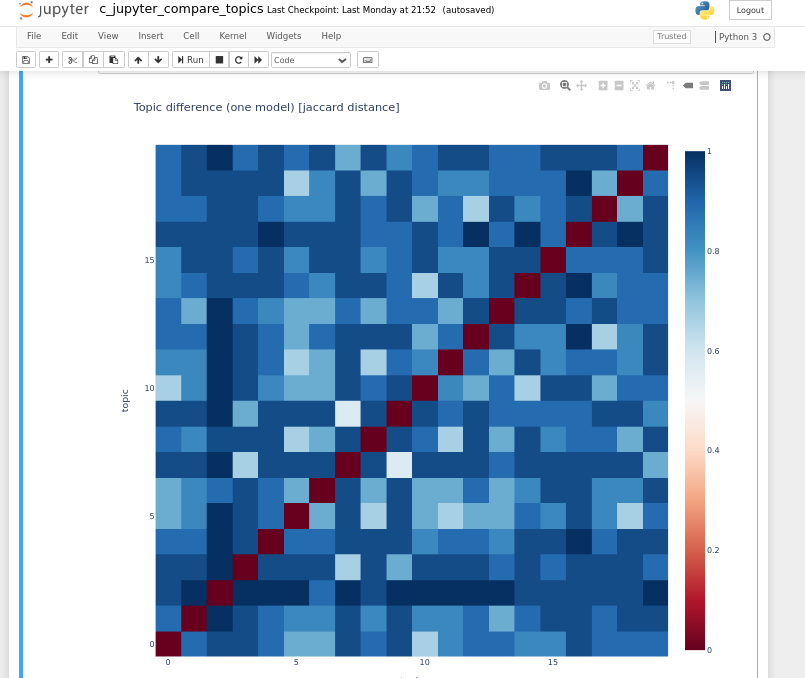 jupyter c_jupyter_compare_topics Last Checkpoint: Last Monday at 21:52 (autosaved)
Logout
File Edit View Insert Cell Kernel Widgets Help
Trusted
Python 3
Run
Code
Topic difference (one model) [jaccard distance]
1
0.8
0.6
0.4
0.2
0
15
10
5
0
topic
0 5 10 15